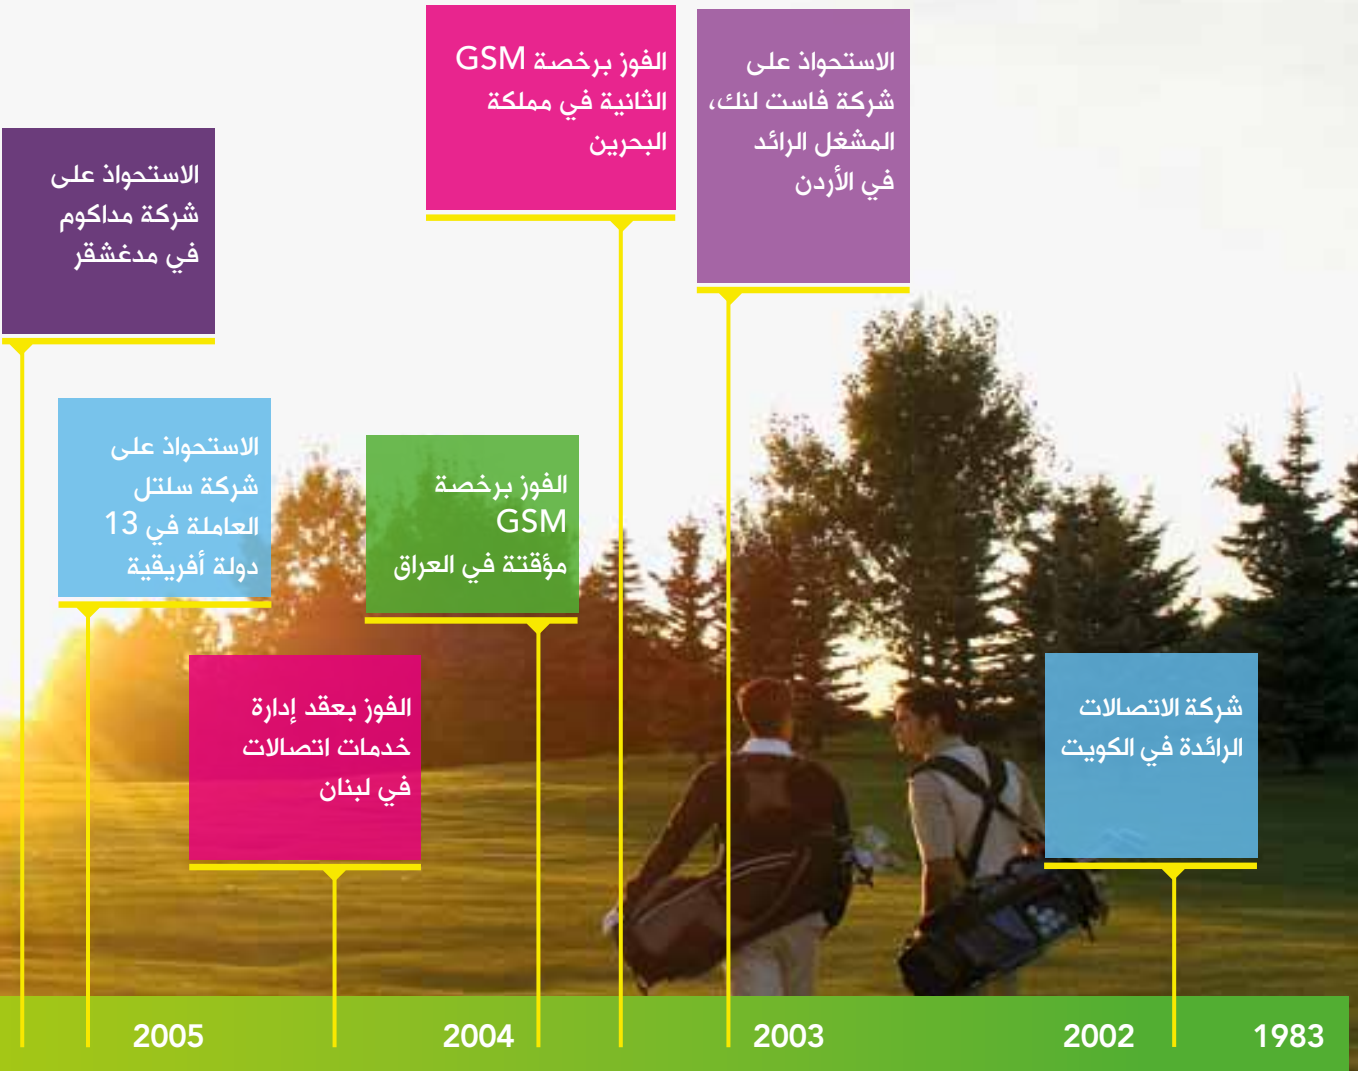 الاستحواذ على
شركة فاست لنك،
المشغل الرائد
في الأردن
الفوز برخصة GSM
الثانية في مملكة
البحرين
الاستحواذ على
شركة مداكوم
في مدغشقر
الاستحواذ على
شركة سلتل
العاملة في 13
دولة أفريقية
الفوز برخصة
GSM
مؤقتة في العراق
شركة الاتصالات
الرائدة في الكويت
الفوز بعقد إدارة
خدمات اتصالات
في لبنان
1983
2002
2003
2004
2005